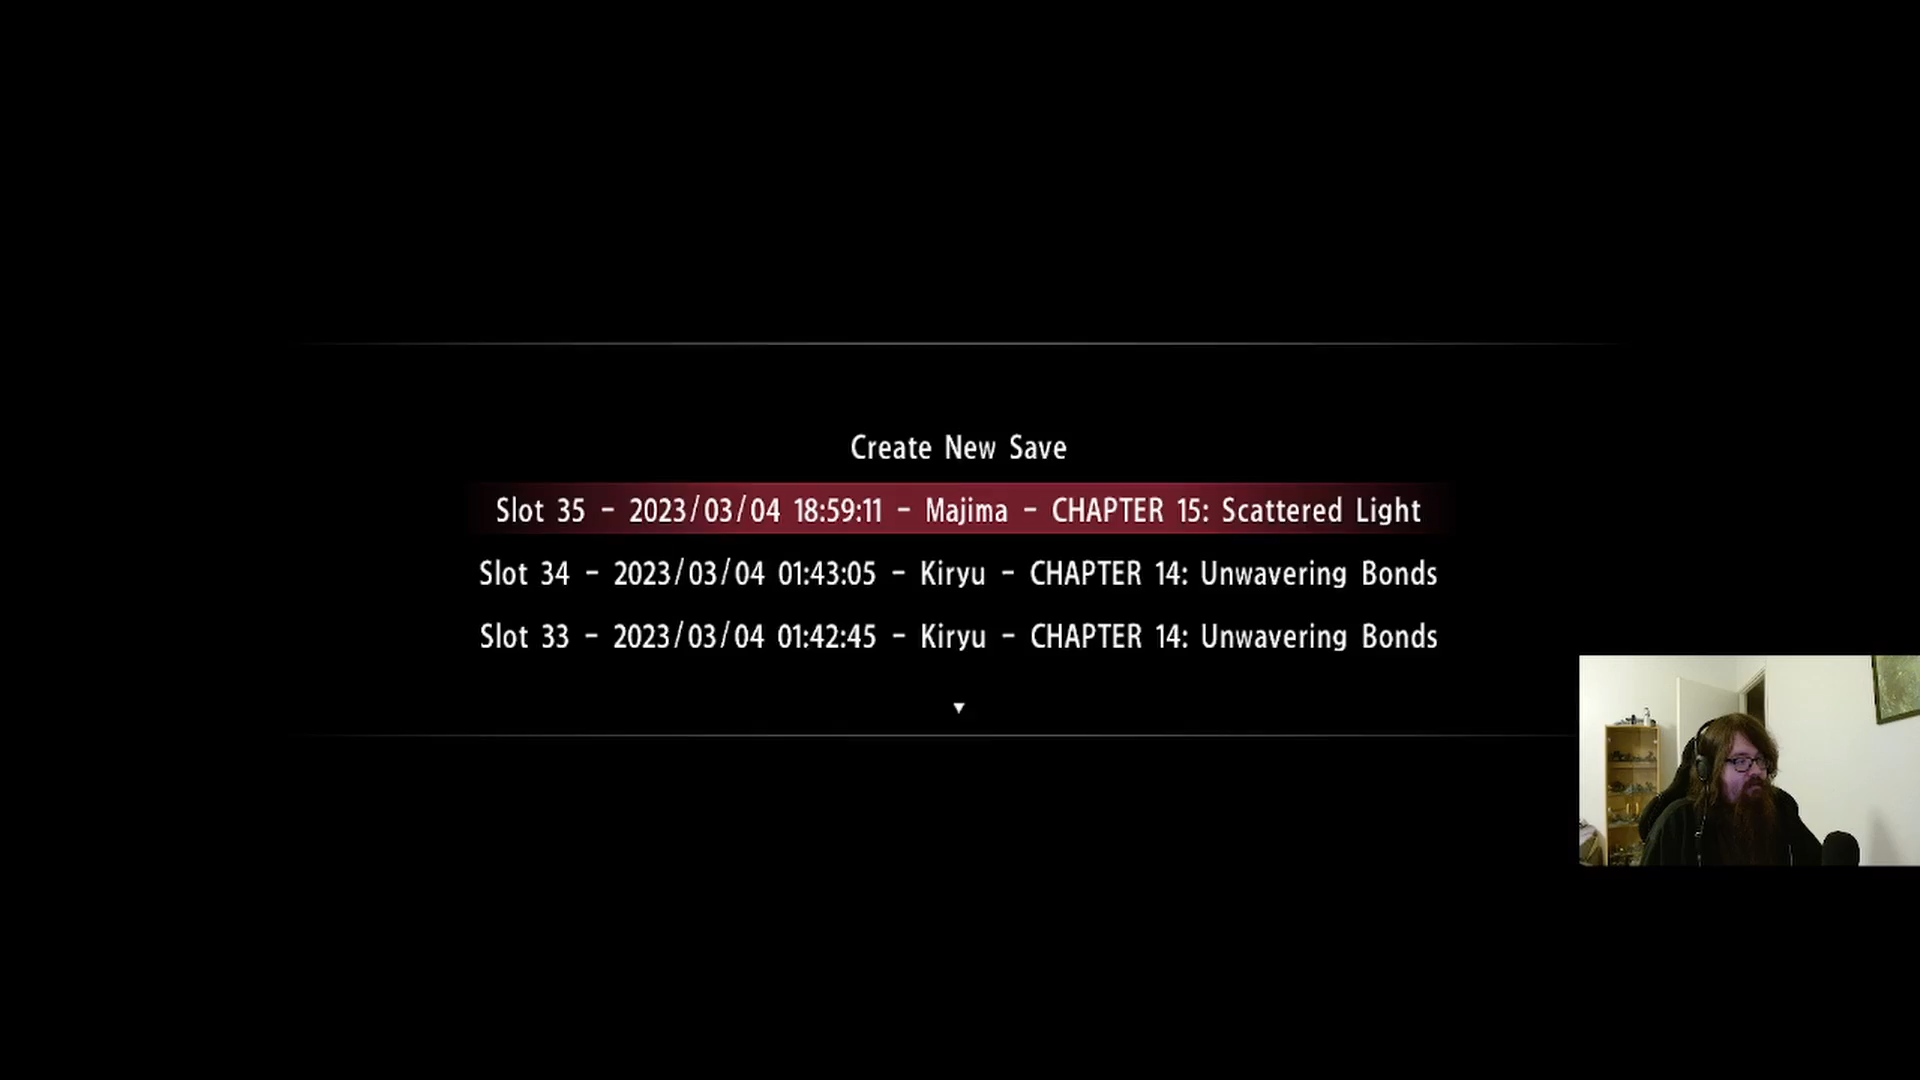 Create New Save
Slot 35 - 2023/03/04 18:59:11 - Majima - CHAPTER 15: Scattered Light
Slot 34 - 2023/03/04 01:43:05 - Kiryu - CHAPTER 14: Unwavering Bonds
Slot 33 - 2023/03/04 01:42:45 - Kiryu - CHAPTER 14: Unwavering Bonds